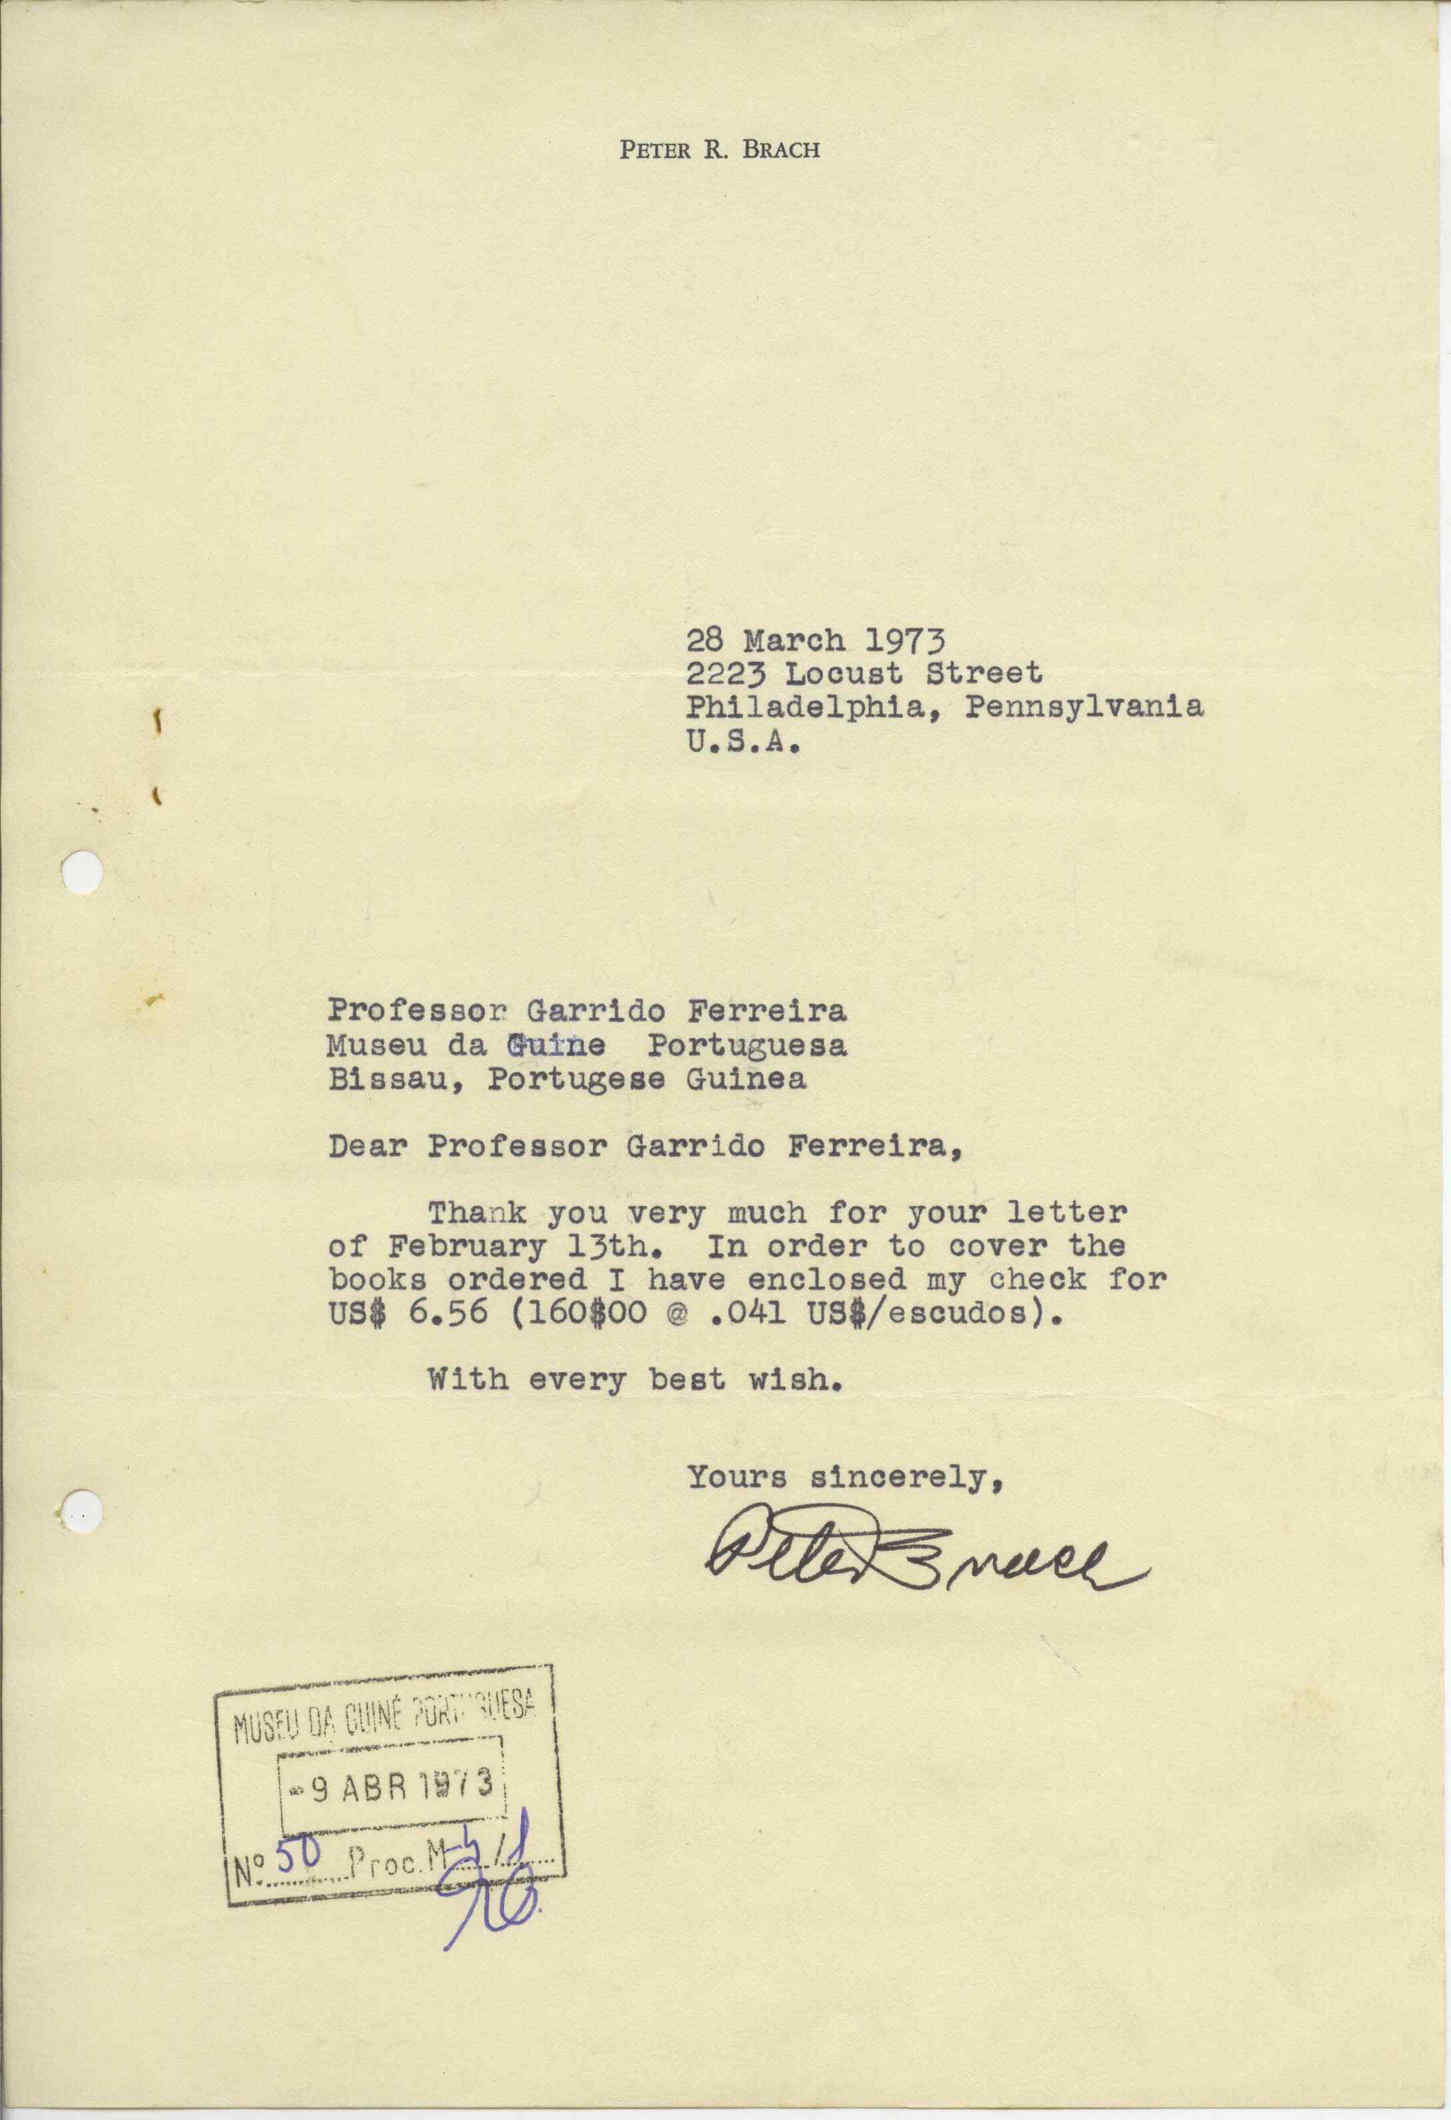 PETER R. BRACH
28 March 1973
2223 Locust Street
Philadelphia, Pennsylvania
U.S.A.
Professor Garrido Ferreira
Museu da Guine Portuguesa
Bissau, Portugese Guinea
Dear Professor Garrido Ferreira,
Thank you very much for your letter
of February 13th. In order to cover the
books ordered I have enclosed my check for
US$ 6.56 (160$00 @ .041 US$/escudos).
With every best wish.
Yours sincerely,
Peter R Brach
MUSEU DA GUINÉ PORTUGUESA
-9 ABR 1973
Nº 50 Proc. M